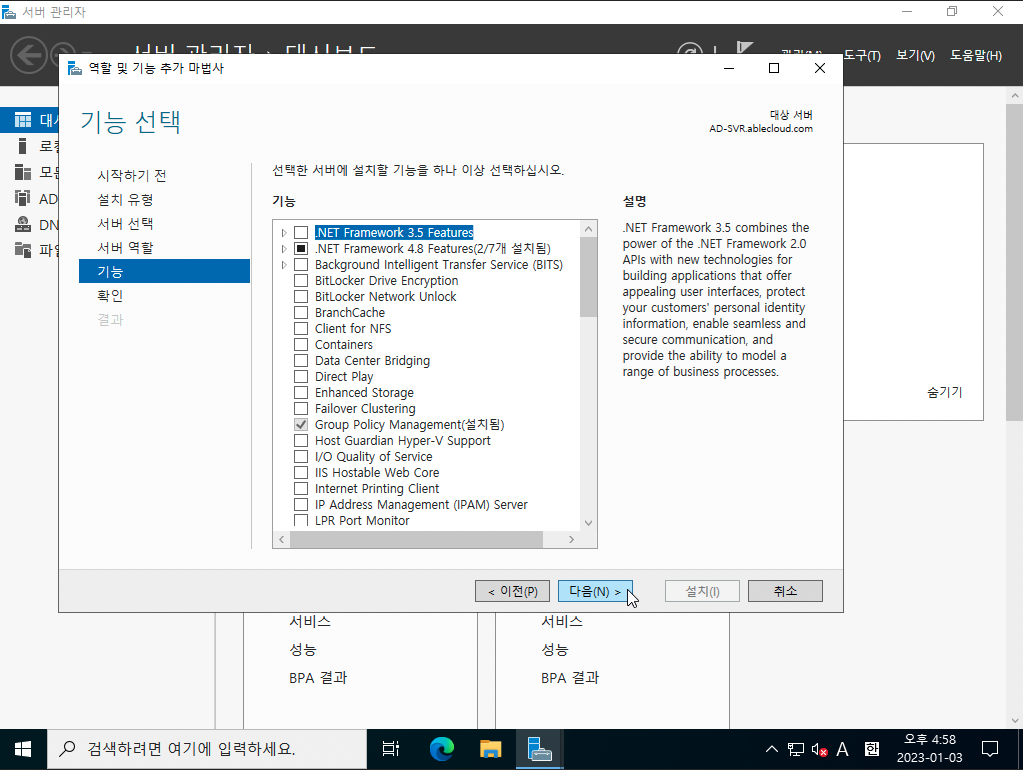 서버 관리자
서버 관리자 · 대시보드
관리(M) 도구(T) 보기(V) 도움말(H)
역할 및 기능 추가 마법사
기능 선택
대상 서버
AD-SVR.ablecloud.com
대시
로컬
모든
AD
DN
파일
시작하기 전
설치 유형
서버 선택
서버 역할
기능
확인
결과
선택한 서버에 설치할 기능을 하나 이상 선택하십시오.
기능
.NET Framework 3.5 Features
.NET Framework 4.8 Features(2/7개 설치됨)
Background Intelligent Transfer Service (BITS)
BitLocker Drive Encryption
BitLocker Network Unlock
BranchCache
Client for NFS
Containers
Data Center Bridging
Direct Play
Enhanced Storage
Failover Clustering
Group Policy Management(설치됨)
Host Guardian Hyper-V Support
I/O Quality of Service
IIS Hostable Web Core
Internet Printing Client
IP Address Management (IPAM) Server
LPR Port Monitor
설명
.NET Framework 3.5 combines the
power of the .NET Framework 2.0
APIs with new technologies for
building applications that offer
appealing user interfaces, protect
your customers' personal identity
information, enable seamless and
secure communication, and
provide the ability to model a
range of business processes.
숨기기
< 이전(P) 다음(N) > 설치(I) 취소
서비스 서비스
성능 성능
BPA 결과 BPA 결과
검색하려면 여기에 입력하세요.
A 한
오후 4:58
2023-01-03